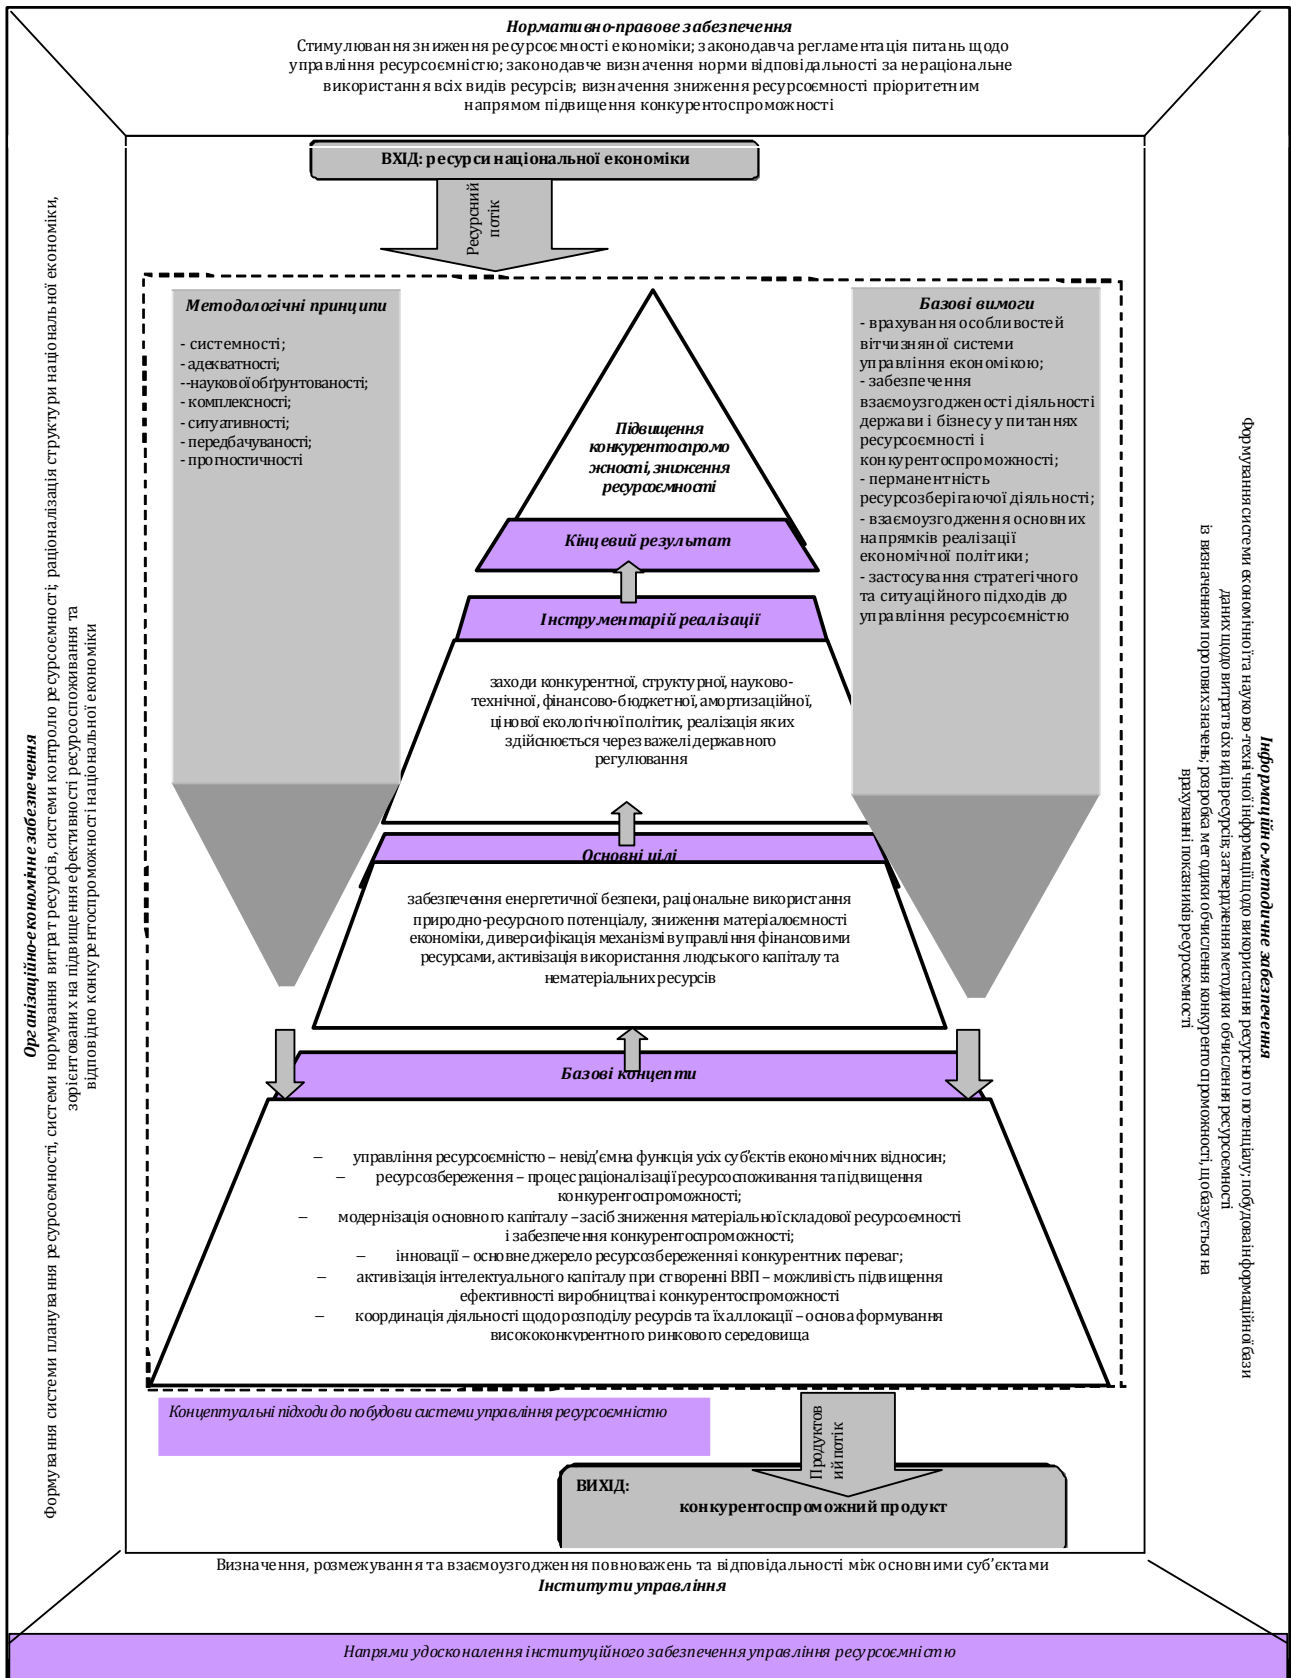 Нормативно-правове забезпечення
Стимулювання зниження ресурсоємності економіки; законодавча регламентація питань щодо
управління ресурсоємністю; законодавче визначення норми відповідальності за нераціональне
використання всіх видів ресурсів; визначення зниження ресурсоємності пріоритетним
напрямом підвищення конкурентоспроможності
ВХІД: ресурси національної економіки
Ресурсний
потік
Організаційно-економічне забезпечення
Формування системи планування ресурсоємності, системи нормування витрат ресурсів, системи контролю ресурсоємності; раціоналізація структури національної економіки,
зорієнтованих на підвищення ефективності ресурсоспоживання та
відповідно конкурентоспроможності національної економіки
Методологічні принципи
- системності;
- адекватності;
--наукової обґрунтованості;
- комплексності;
- ситуативності;
- передбачуваності;
- прогностичності
Підвищення
конкурентоспромо
жності, зниження
ресурсоємності
Кінцевий результат
Інструментарій реалізації
заходи конкурентної, структурної, науково-
технічної, фінансово-бюджетної, амортизаційної,
цінової екологічної політик, реалізація яких
здійснюється через важелі державного
регулювання
Основні цілі
забезпечення енергетичної безпеки, раціональне використання
природно-ресурсного потенціалу, зниження матеріалоємності
економіки, диверсифікація механізмів управління фінансовими
ресурсами, активізація використання людського капіталу та
нематеріальних ресурсів
Базові концепти
– управління ресурсоємністю – невід’ємна функція усіх суб’єктів економічних відносин;
– ресурсозбереження – процес раціоналізації ресурсоспоживання та підвищення
конкурентоспроможності;
– модернізація основного капіталу – засіб зниження матеріальної складової ресурсоємності
і забезпечення конкурентоспроможності;
– інновації – основне джерело ресурсозбереження і конкурентних переваг;
– активізація інтелектуального капіталу при створенні ВВП – можливість підвищення
ефективності виробництва і конкурентоспроможності
– координація діяльності щодо розподілу ресурсів та їх аллокації – основа формування
висококонкурентного ринкового середовища
Базові вимоги
- врахування особливостей
вітчизняної системи
управління економікою;
- забезпечення
взаємоузгодженості діяльності
держави і бізнесу у питаннях
ресурсоємності і
конкурентоспроможності;
- перманентність
ресурсозберігаючої діяльності;
- взаємоузгодження основних
напрямків реалізації
економічної політики;
- застосування стратегічного
та ситуаційного підходів до
управління ресурсоємністю
Інформаційно-методичне забезпечення
Формування системи економічної та науково-технічної інформації щодо використання ресурсного потенціалу; побудова інформаційної бази
даних щодо витрат всіх видів ресурсів; затвердження методики обчислення ресурсоємності
із визначенням порогових значень; розробка методики обчислення конкурентоспроможності, що базується на
врахуванні показників ресурсоємності
Концептуальні підходи до побудови системи управління ресурсоємністю
Продуктов
ий потік
ВИХІД:
конкурентоспроможний продукт
Визначення, розмежування та взаємоузгодження повноважень та відповідальності між основними суб’єктами
Інститути управління
Напрями удосконалення інституційного забезпечення управління ресурсоємністю